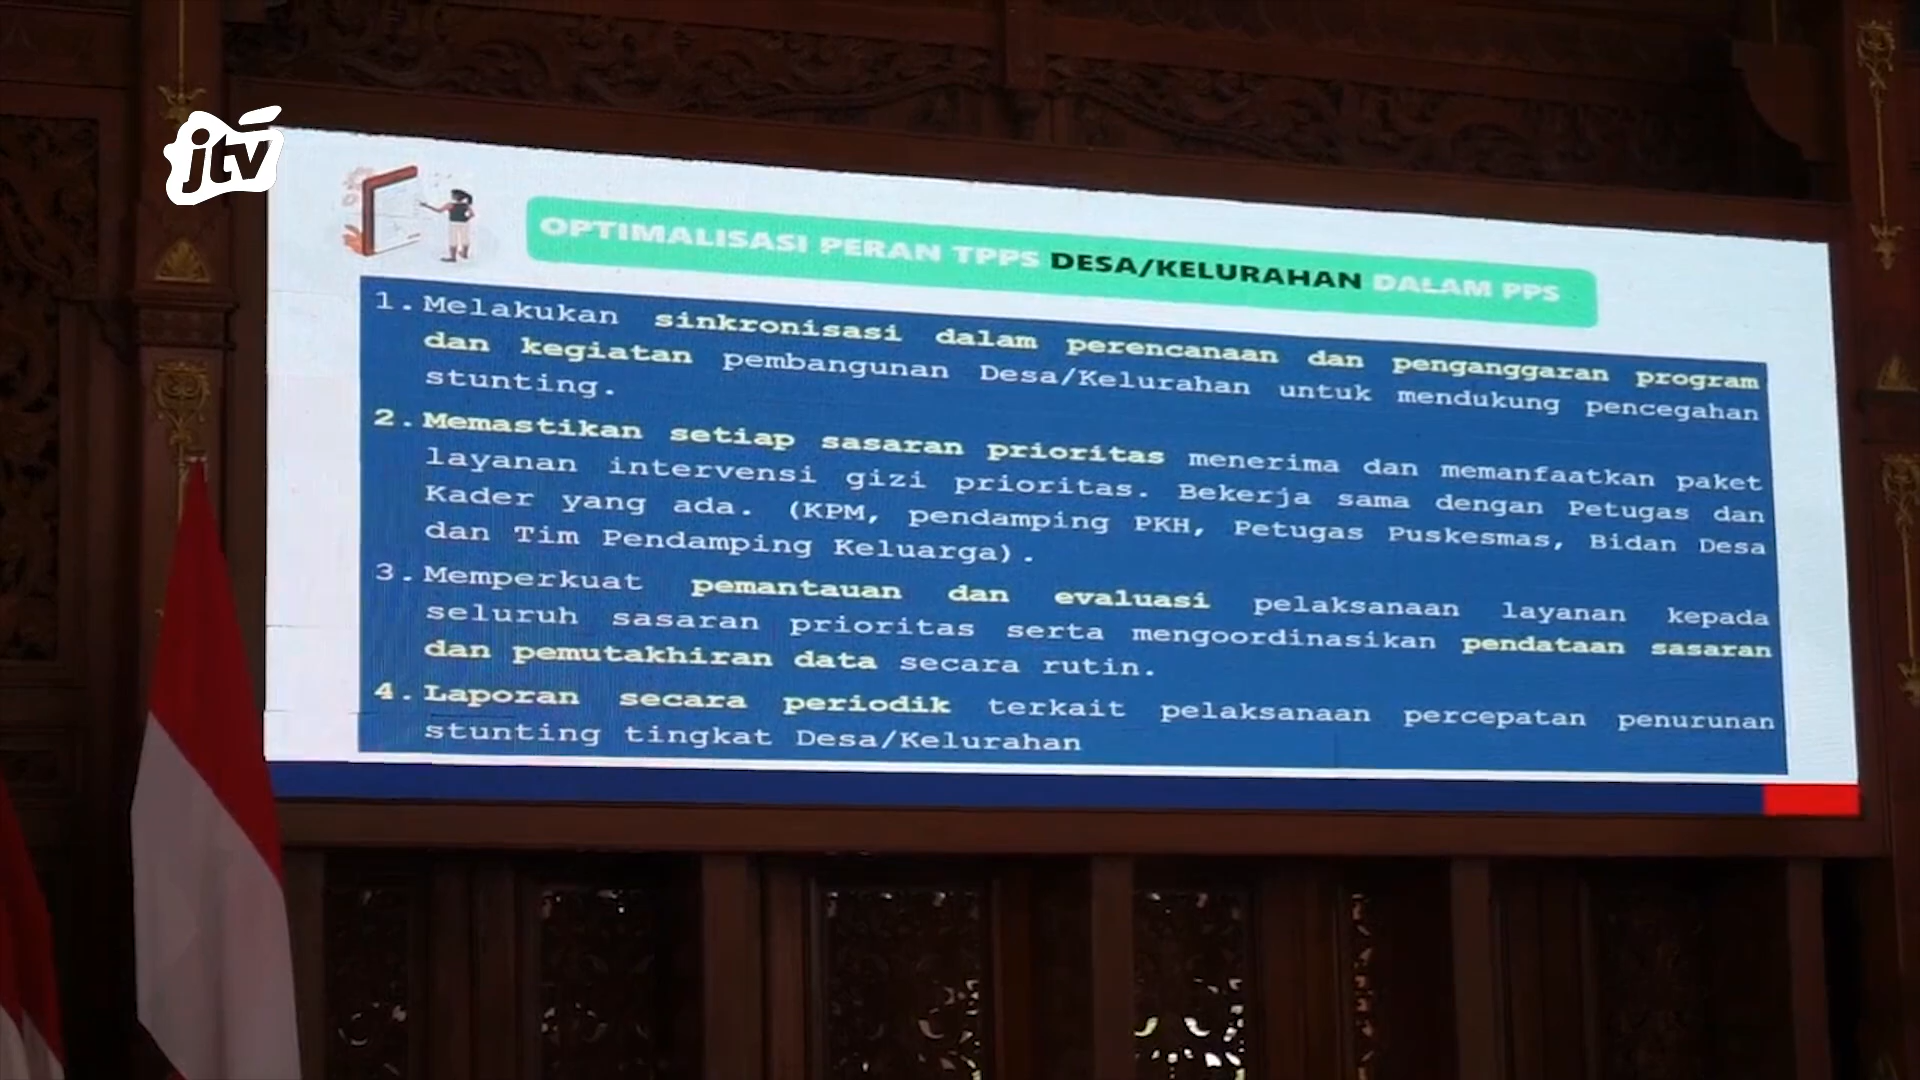 jtv
OPTIMALISASI PERAN TPPS DESA/KELURAHAN DALAM PPS
1. Melakukan sinkronisasi dalam perencanaan dan penganggaran program
dan kegiatan pembangunan Desa/Kelurahan untuk mendukung pencegahan
stunting.
2. Memastikan setiap sasaran prioritas menerima dan memanfaatkan paket
layanan intervensi gizi prioritas. Bekerja sama dengan Petugas dan
Kader yang ada. (KPM, pendamping PKH, Petugas Puskesmas, Bidan Desa
dan Tim Pendamping Keluarga).
3. Memperkuat pemantauan dan evaluasi pelaksanaan layanan kepada
seluruh sasaran prioritas serta mengoordinasikan pendataan sasaran
dan pemutakhiran data secara rutin.
4. Laporan secara periodik terkait pelaksanaan percepatan penurunan
stunting tingkat Desa/Kelurahan